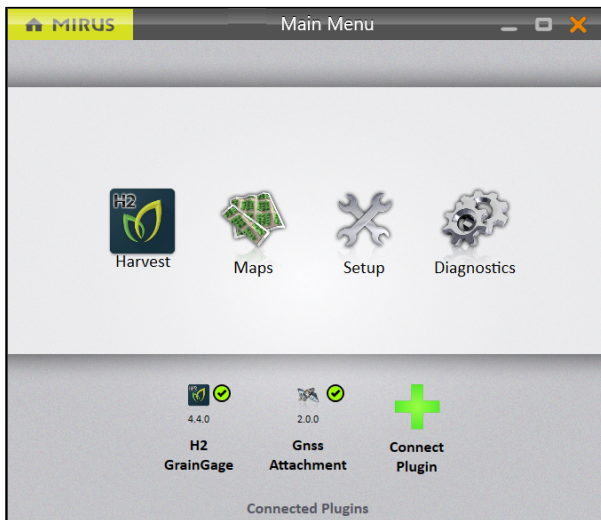 MIRUS
Main Menu
H2
Harvest
Maps
Setup
Diagnostics
4.4.0
2.0.0
H2
GrainGage
Gnss
Attachment
Connect
Plugin
Connected Plugins